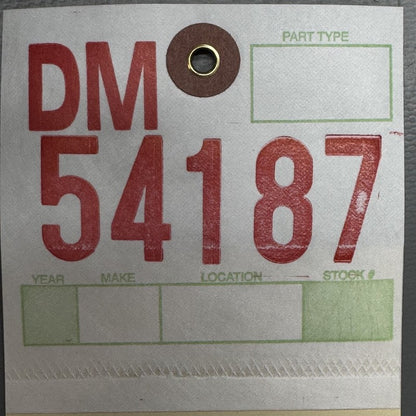 PART TYPE
DM
54187
YEAR MAKE LOCATION STOCK #